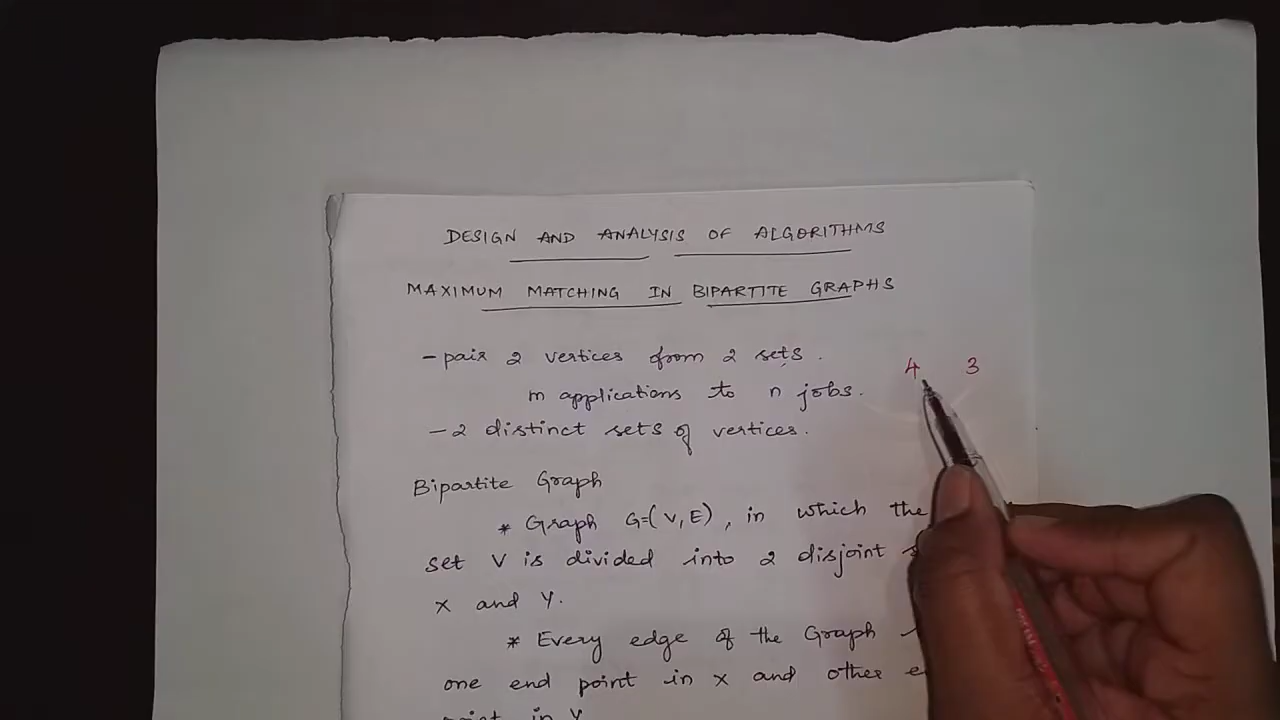 DESIGN AND ANALYSIS OF ALGORITHMS
MAXIMUM MATCHING IN BIPARTITE GRAPHS
- pair 2 vertices from 2 sets.
4 3
m applications to n jobs.
- 2 distinct sets of vertices.
Bipartite Graph
* Graph G=(V,E), in which the
set V is divided into 2 disjoint
X and Y.
* Every edge of the Graph
one end point in X and other
point in Y